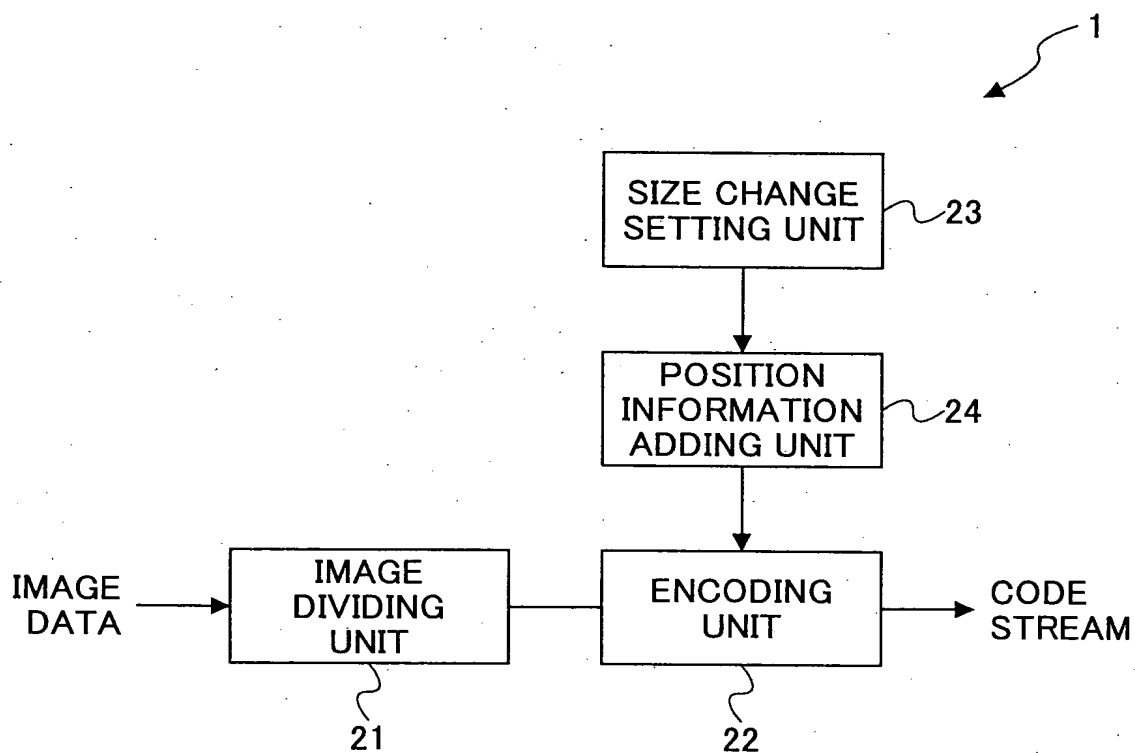 1
SIZE CHANGE
SETTING UNIT
23
POSITION
INFORMATION
ADDING UNIT
24
IMAGE
DATA
IMAGE
DIVIDING
UNIT
21
ENCODING
UNIT
22
CODE
STREAM